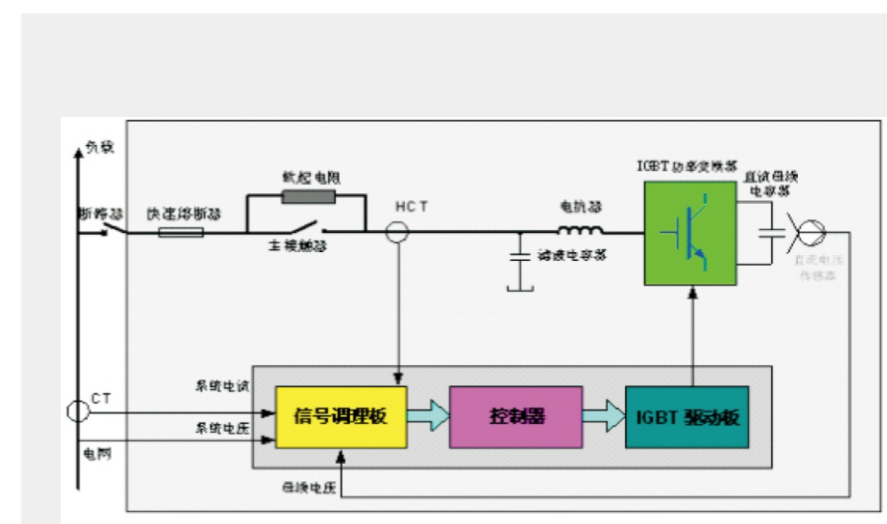 负载
断路器
快速熔断器
软起电阻
主接触器
HCT
滤波电容器
电抗器
IGBT功率变换器
直流母线
电容器
直流电压
传感器
CT
系统电流
系统电压
电网
信号调理板
控制器
IGBT 驱动板
母线电压